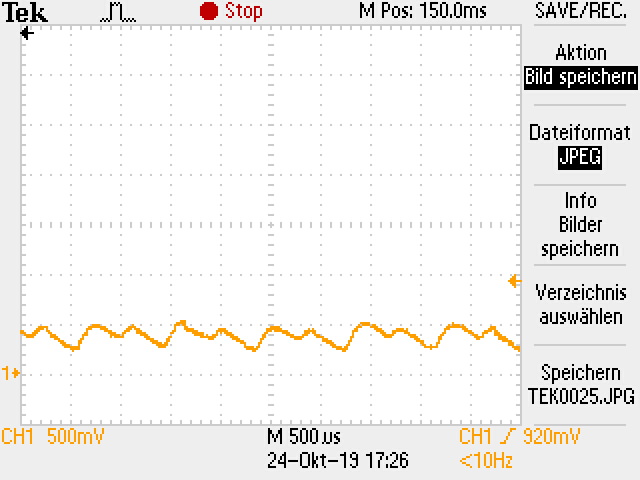 Tek Stop M Pos: 150.0ms SAVE/REC.
Aktion
Bild speichern
Dateiformat
JPEG
Info
Bilder
speichern
Verzeichnis
auswählen
Speichern
TEK0025.JPG
1
CH1 500mV M 500µs CH1 920mV
24-Okt-19 17:26 <10Hz